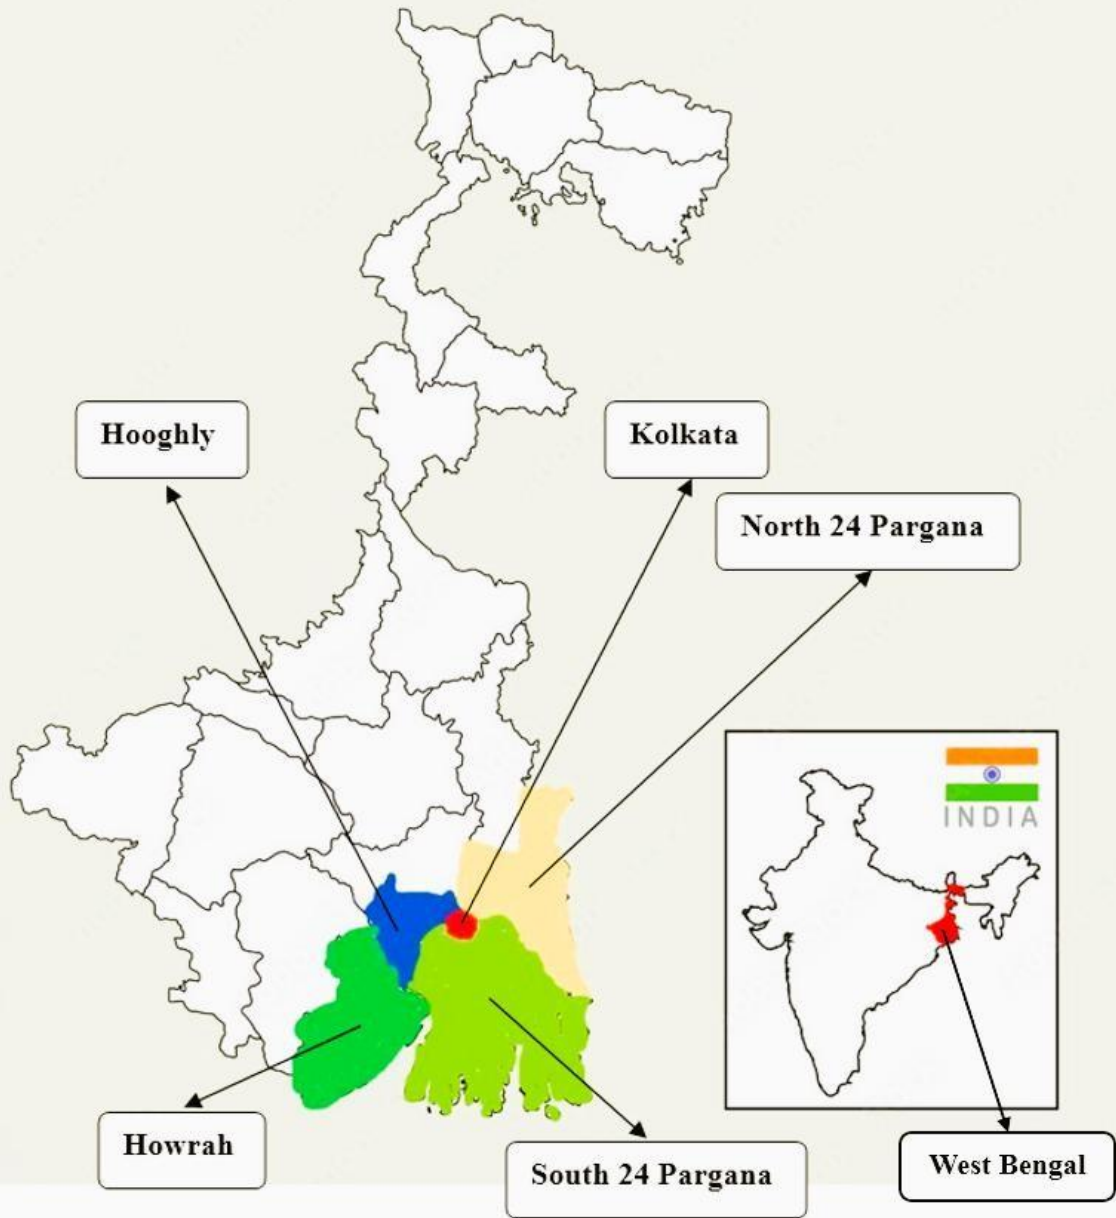 Hooghly
Kolkata
North 24 Pargana
INDIA
Howrah
South 24 Pargana
West Bengal